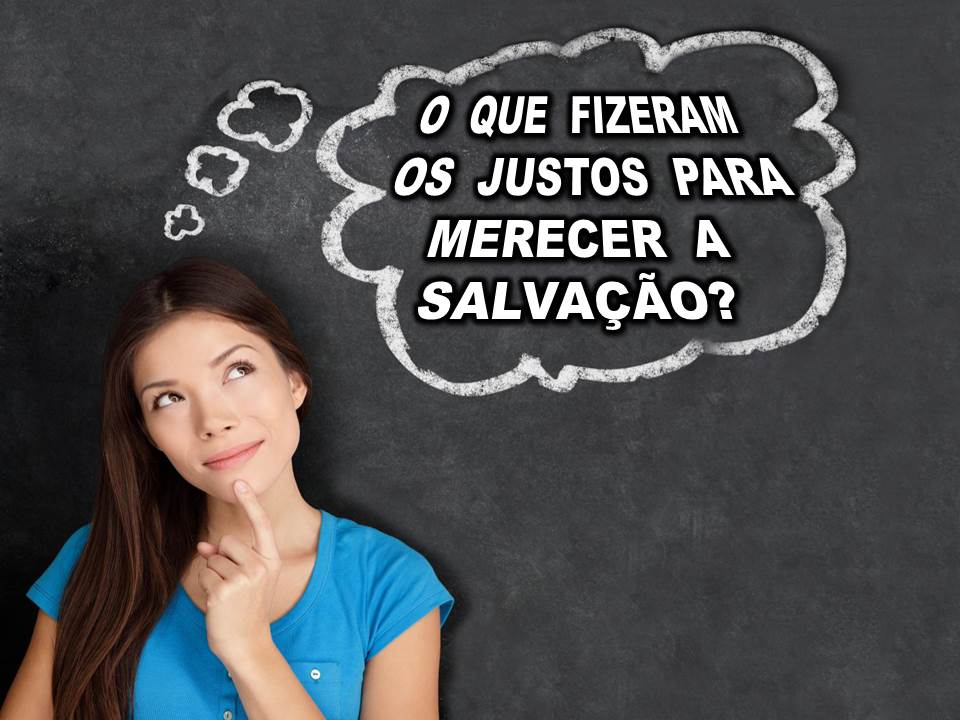 O QUE FIZERAM
OS JUSTOS PARA
MERECER A
SALVAÇÃO?